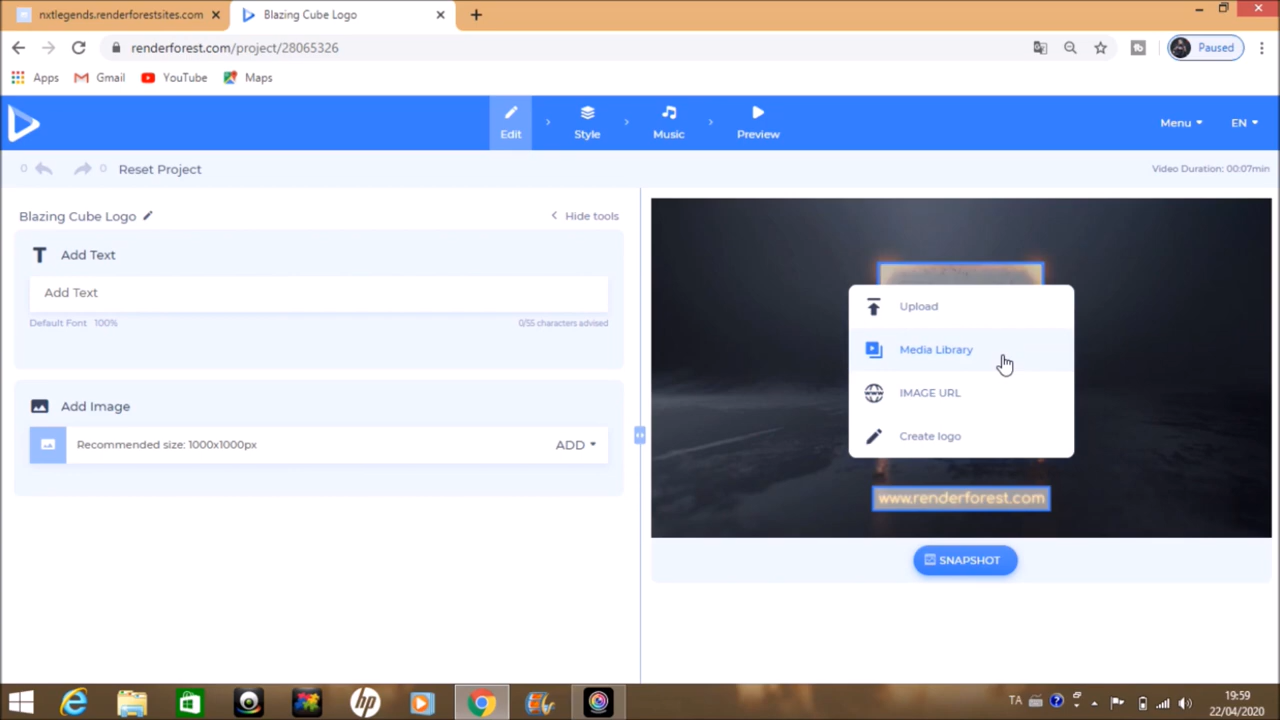 nxtlegends.renderforestsites.com
Blazing Cube Logo
renderforest.com/project/28065326
Paused
Apps
Gmail
YouTube
Maps
Edit
Style
Music
Preview
Menu
EN
0
0
Reset Project
Video Duration: 00:07min
Blazing Cube Logo
Hide tools
T Add Text
Add Text
Default Font 100%
0/55 characters advised
Add Image
Recommended size: 1000x1000px
ADD
Upload
Media Library
IMAGE URL
Create logo
www.renderforest.com
SNAPSHOT
hp
TA
19:59
22/04/2020